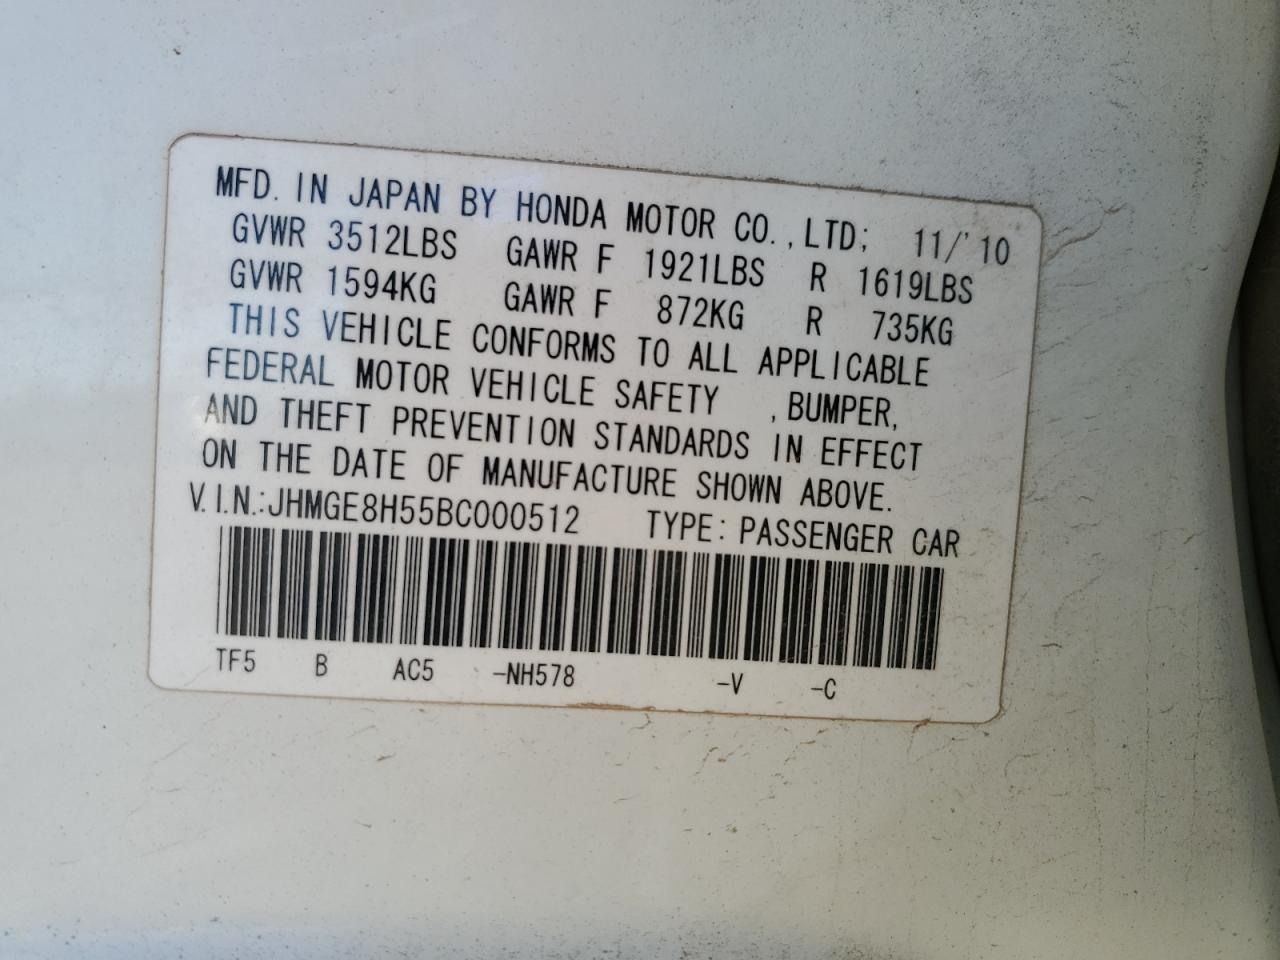 MFD. IN JAPAN BY HONDA MOTOR CO., LTD; 11/'10
GVWR 3512LBS GAWR F 1921LBS R 1619LBS
GVWR 1594KG GAWR F 872KG R 735KG
THIS VEHICLE CONFORMS TO ALL APPLICABLE
FEDERAL MOTOR VEHICLE SAFETY , BUMPER,
AND THEFT PREVENTION STANDARDS IN EFFECT
ON THE DATE OF MANUFACTURE SHOWN ABOVE.
V.I.N.:JHMGE8H55BC000512 TYPE: PASSENGER CAR
TF5 B AC5 -NH578 -V -C